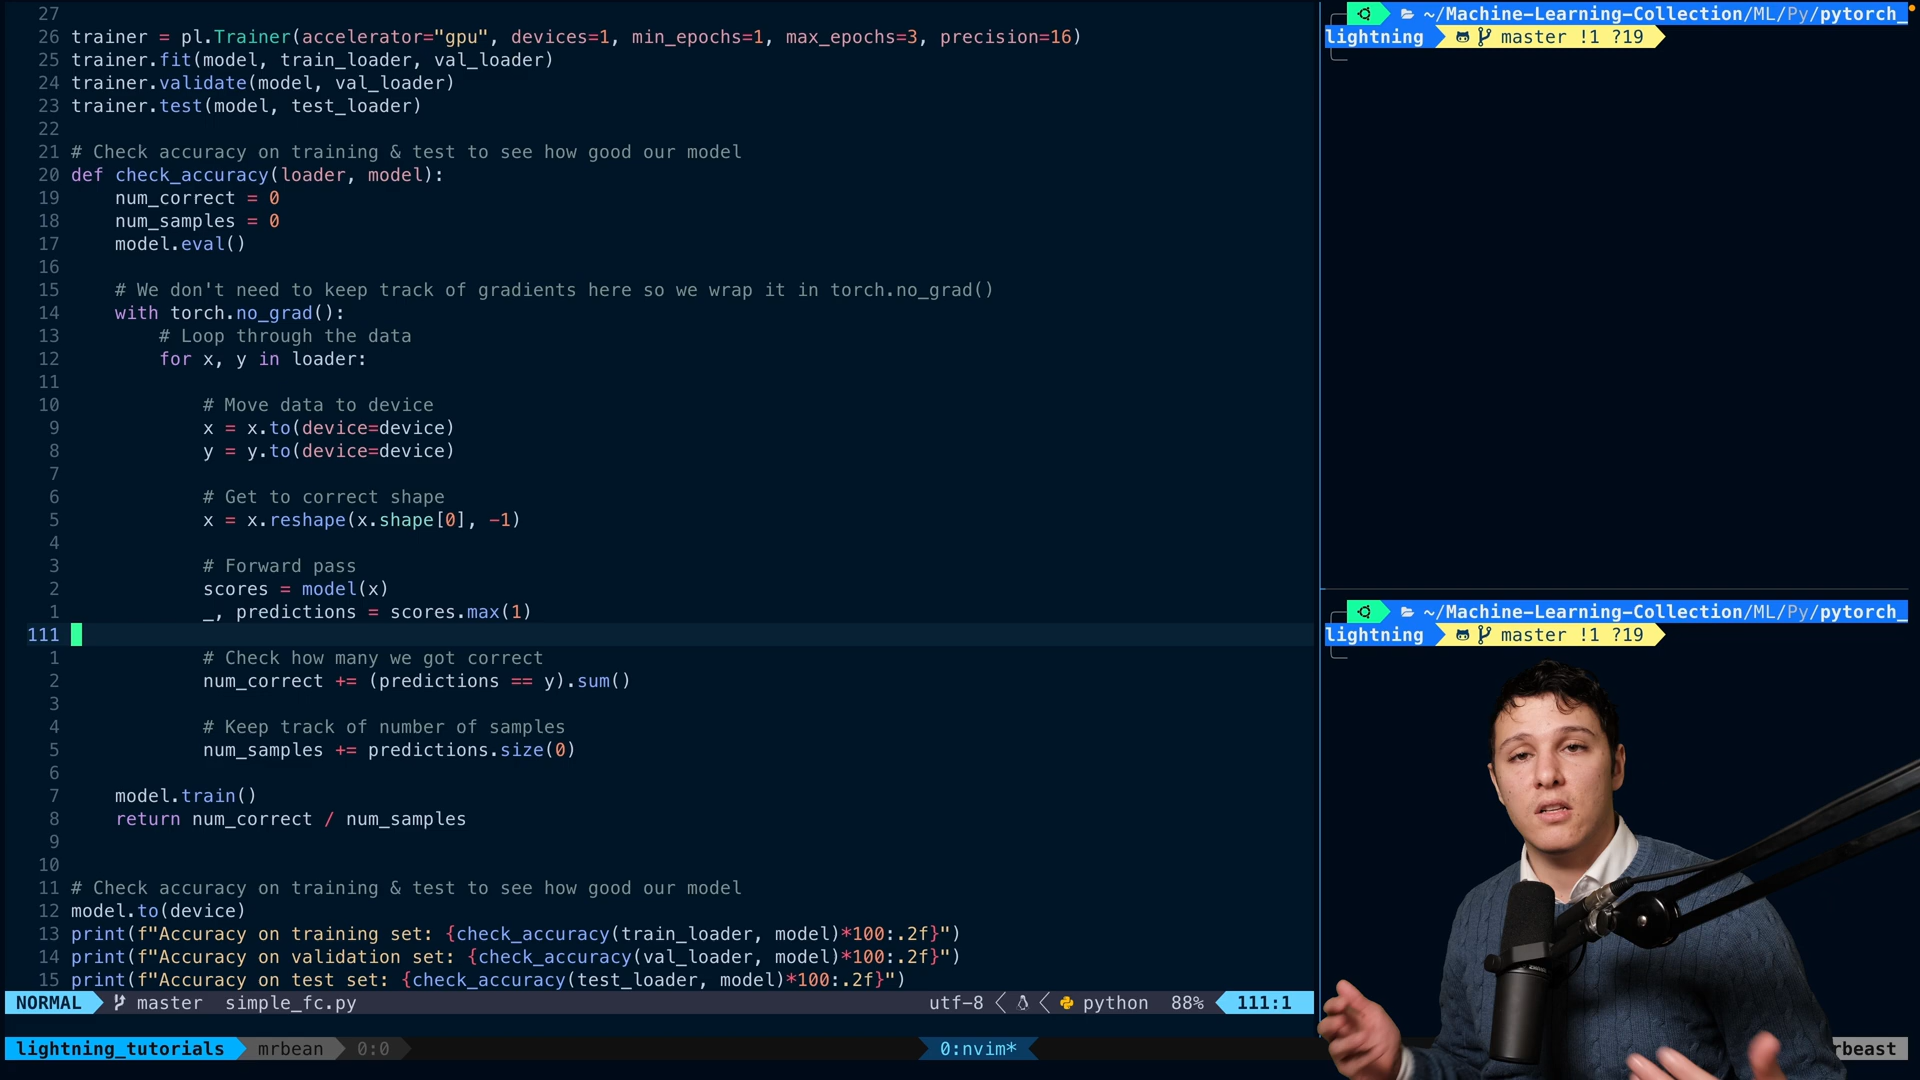 27
26 trainer = pl.Trainer(accelerator="gpu", devices=1, min_epochs=1, max_epochs=3, precision=16)
25 trainer.fit(model, train_loader, val_loader)
24 trainer.validate(model, val_loader)
23 trainer.test(model, test_loader)
22
21 # Check accuracy on training & test to see how good our model
20 def check_accuracy(loader, model):
19     num_correct = 0
18     num_samples = 0
17     model.eval()
16
15     # We don't need to keep track of gradients here so we wrap it in torch.no_grad()
14     with torch.no_grad():
13         # Loop through the data
12         for x, y in loader:
11
10             # Move data to device
9             x = x.to(device=device)
8             y = y.to(device=device)
7
6             # Get to correct shape
5             x = x.reshape(x.shape[0], -1)
4
3             # Forward pass
2             scores = model(x)
1             _, predictions = scores.max(1)
111
1             # Check how many we got correct
2             num_correct += (predictions == y).sum()
3
4             # Keep track of number of samples
5             num_samples += predictions.size(0)
6
7     model.train()
8     return num_correct / num_samples
9
10
11 # Check accuracy on training & test to see how good our model
12 model.to(device)
13 print(f"Accuracy on training set: {check_accuracy(train_loader, model)*100:.2f}")
14 print(f"Accuracy on validation set: {check_accuracy(val_loader, model)*100:.2f}")
15 print(f"Accuracy on test set: {check_accuracy(test_loader, model)*100:.2f}")
NORMAL master simple_fc.py utf-8 python 88% 111:1
lightning_tutorials mrbean 0:0 0:nvim* rbeast
~/Machine-Learning-Collection/ML/Py/pytorch_
lightning master !1 ?19
~/Machine-Learning-Collection/ML/Py/pytorch_
lightning master !1 ?19